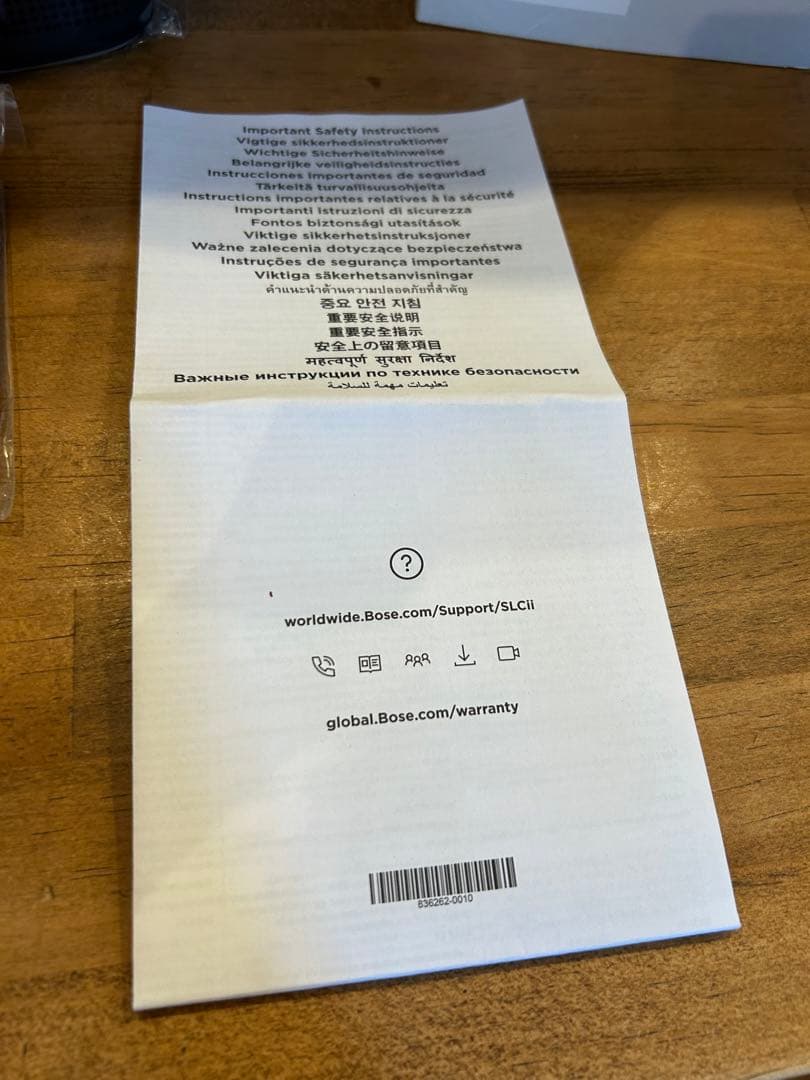 Important Safety Instructions
Vigtige sikkerhedsinstruktioner
Wichtige Sicherheitshinweise
Belangrijke veiligheidsinstructies
Instrucciones importantes de seguridad
Tärkeitä turvallisuusohjeita
Instructions importantes relatives à la sécurité
Importanti istruzioni di sicurezza
Fontos biztonsági utasítások
Viktige sikkerhetsinstruksjoner
Ważne zalecenia dotyczące bezpieczeństwa
Instruções de segurança importantes
Viktiga säkerhetsanvisningar
คำแนะนำด้านความปลอดภัยที่สำคัญ
중요 안전 지침
重要安全说明
重要安全指示
安全上の留意項目
महत्वपूर्ण सुरक्षा निर्देश
Важные инструкции по технике безопасности
تعليمات مهمة للسلامة
?
worldwide.Bose.com/Support/SLCii
global.Bose.com/warranty
836262-0010